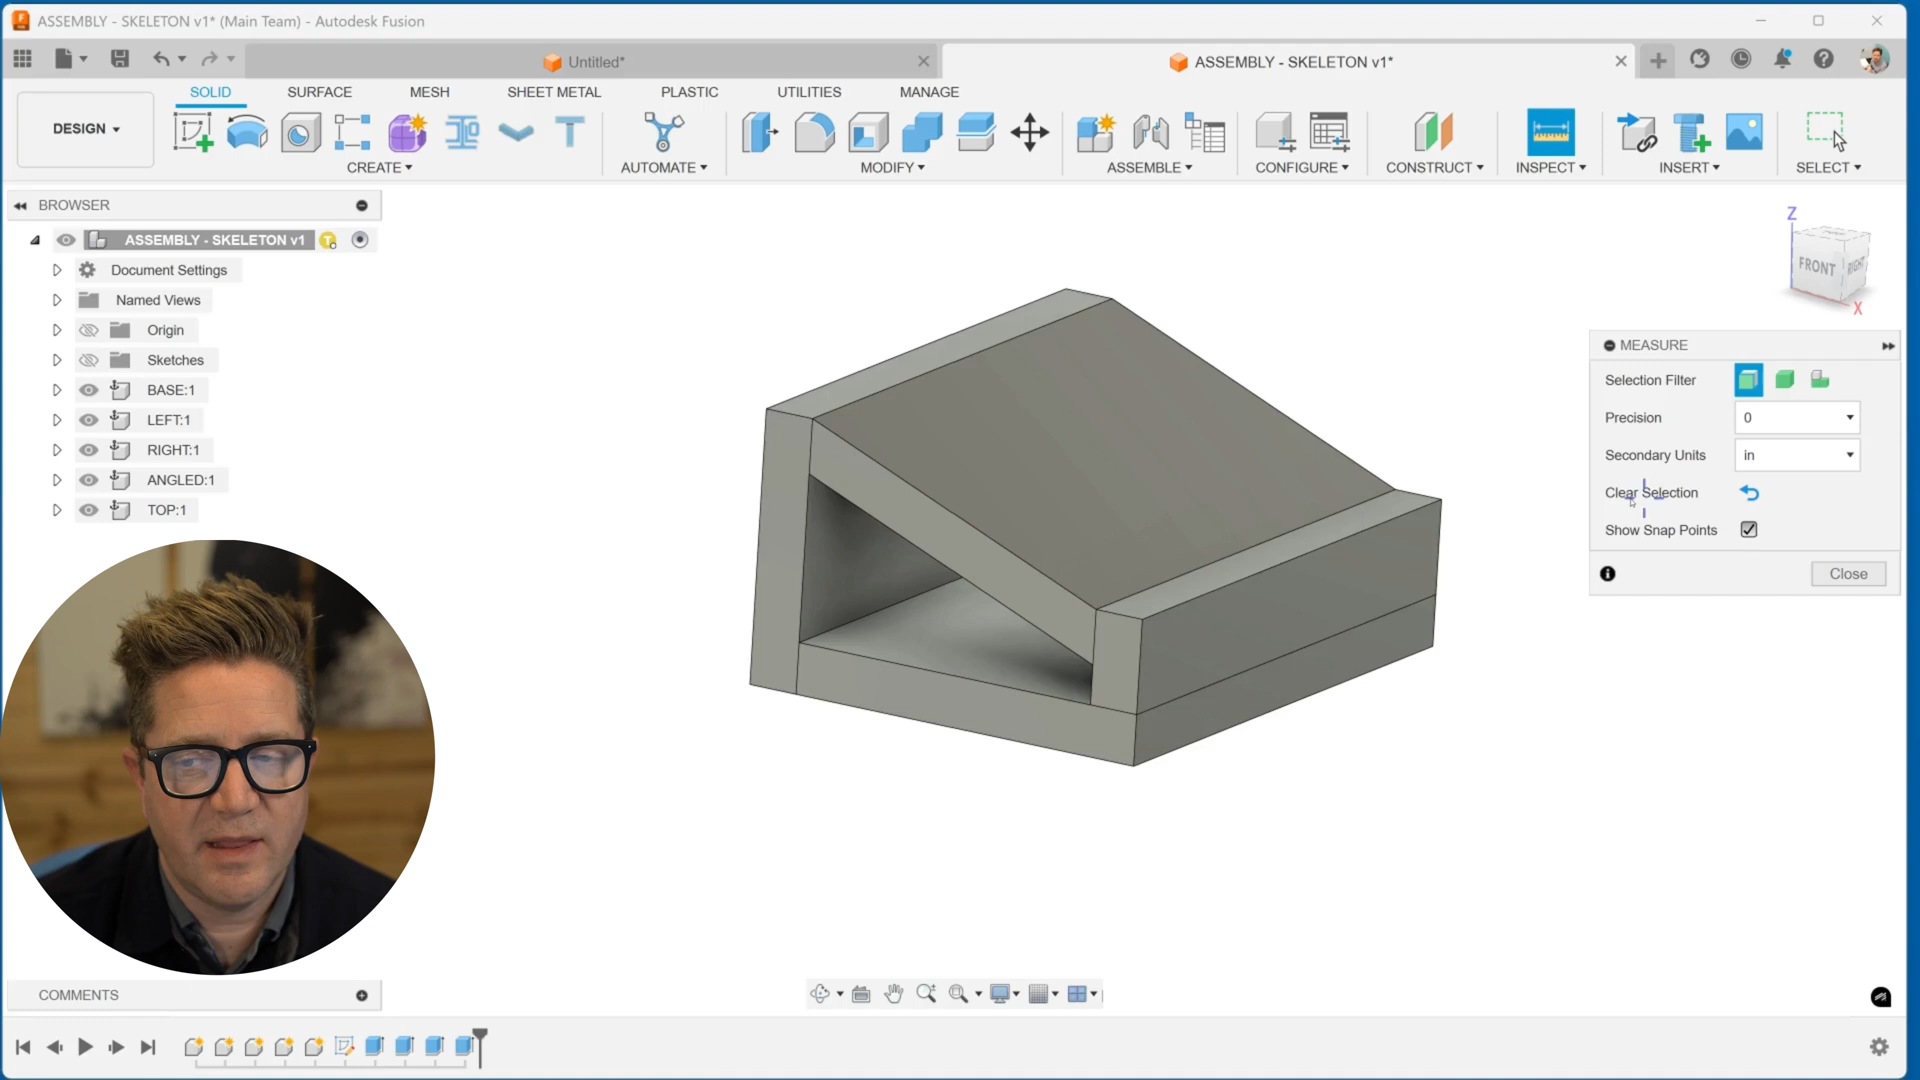 ASSEMBLY - SKELETON v1* (Main Team) - Autodesk Fusion
Untitled*
ASSEMBLY - SKELETON v1*
SOLID
SURFACE
MESH
SHEET METAL
PLASTIC
UTILITIES
MANAGE
DESIGN
CREATE
AUTOMATE
MODIFY
ASSEMBLE
CONFIGURE
CONSTRUCT
INSPECT
INSERT
SELECT
BROWSER
ASSEMBLY - SKELETON v1
Document Settings
Named Views
Origin
Sketches
BASE:1
LEFT:1
RIGHT:1
ANGLED:1
TOP:1
Z
FRONT
RIGHT
X
MEASURE
Selection Filter
Precision
0
Secondary Units
in
Clear Selection
Show Snap Points
Close
COMMENTS